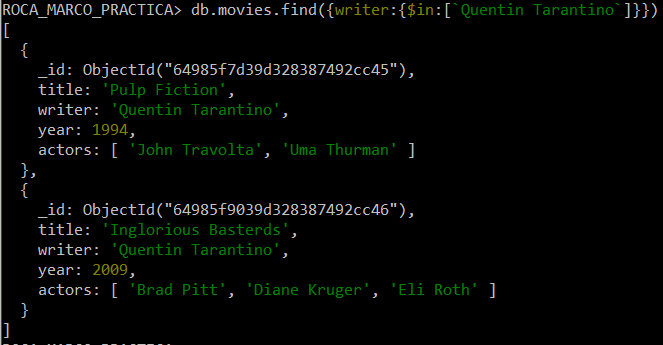 ROCA_MARCO_PRACTICA> db.movies.find({writer:{$in:[`Quentin Tarantino`]}})
[
  {
    _id: ObjectId("64985f7d39d328387492cc45"),
    title: 'Pulp Fiction',
    writer: 'Quentin Tarantino',
    year: 1994,
    actors: [ 'John Travolta', 'Uma Thurman' ]
  },
  {
    _id: ObjectId("64985f9039d328387492cc46"),
    title: 'Inglorious Basterds',
    writer: 'Quentin Tarantino',
    year: 2009,
    actors: [ 'Brad Pitt', 'Diane Kruger', 'Eli Roth' ]
  }
]